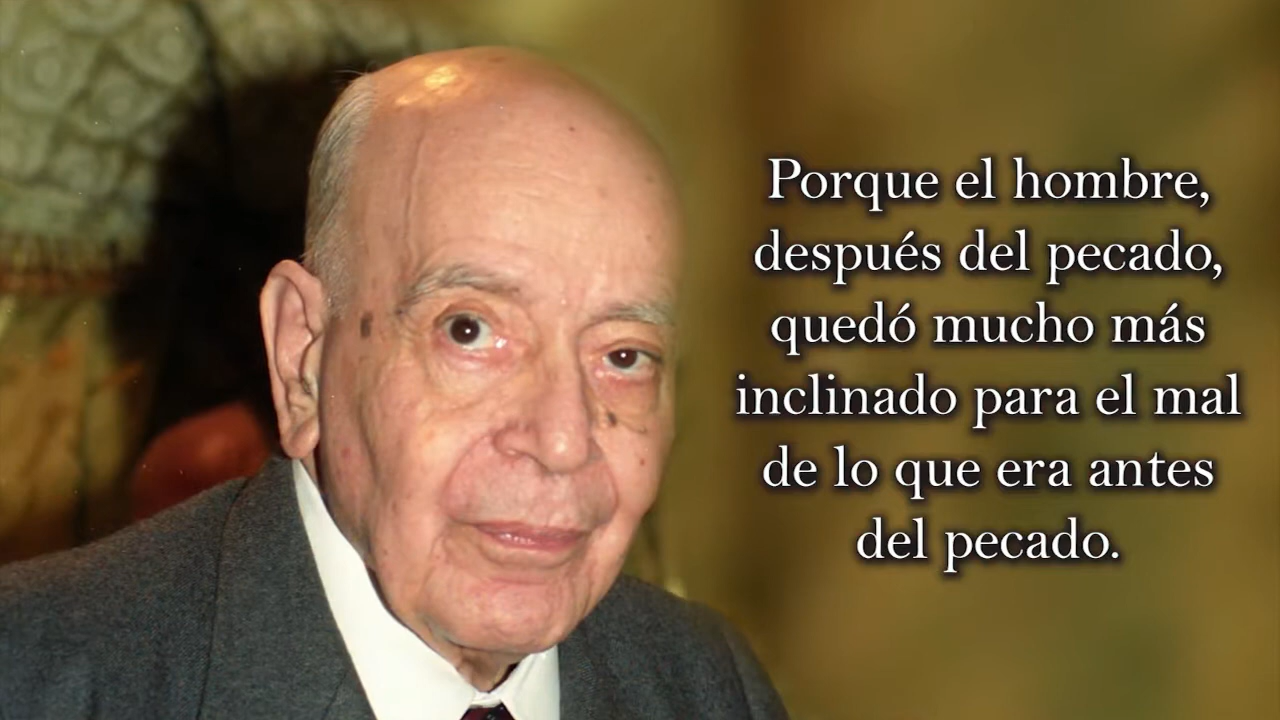 Porque el hombre,
después del pecado,
quedó mucho más
inclinado para el mal
de lo que era antes
del pecado.